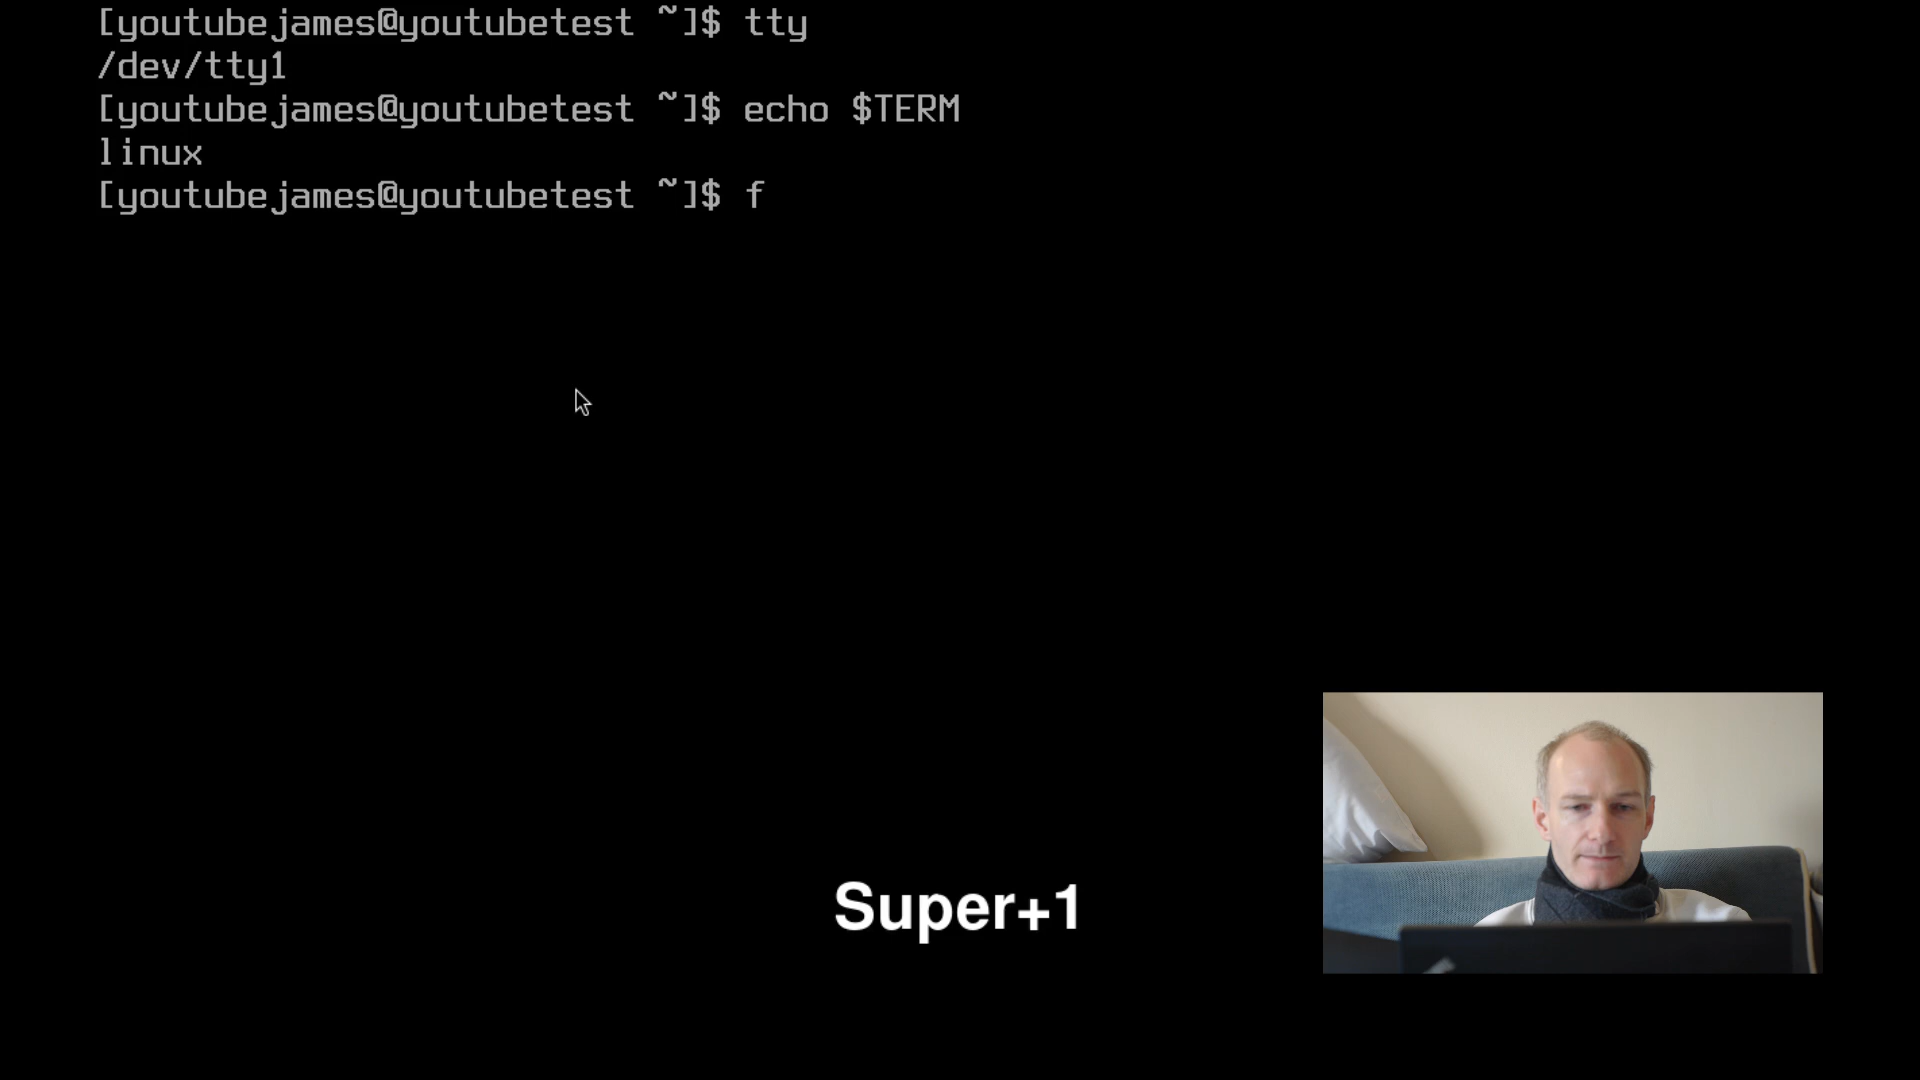 [youtubejames@youtubetest ~]$ tty
/dev/tty1
[youtubejames@youtubetest ~]$ echo $TERM
linux
[youtubejames@youtubetest ~]$ f
Super+1